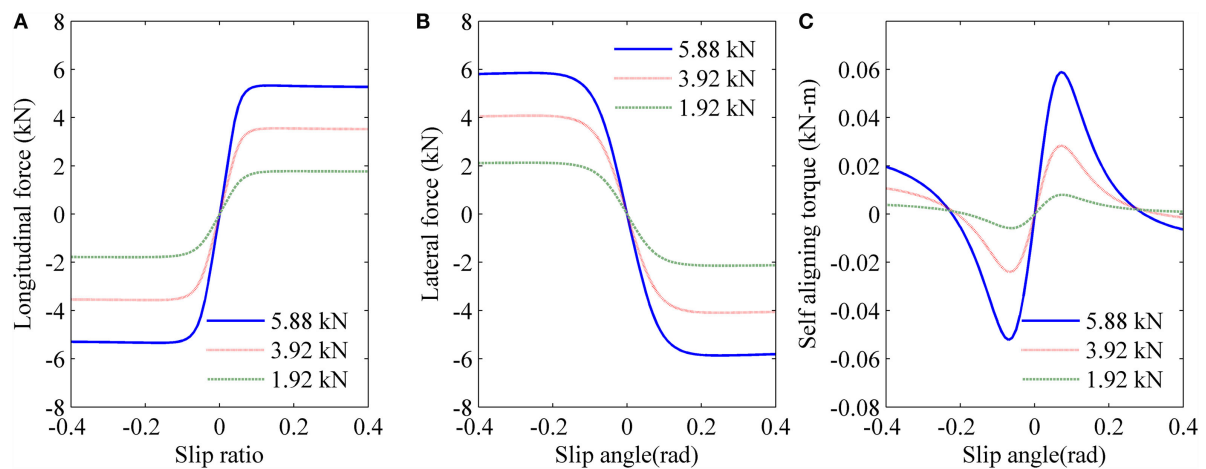 A
8
6
4
2
0
-2
-4
-6
-8
Longitudinal force (kN)
5.88 kN
3.92 kN
1.92 kN
-0.4
-0.2
0
0.2
0.4
Slip ratio
B
8
6
4
2
0
-2
-4
-6
-8
Lateral force (kN)
5.88 kN
3.92 kN
1.92 kN
-0.4
-0.2
0
0.2
0.4
Slip angle(rad)
C
0.06
0.04
0.02
0
-0.02
-0.04
-0.06
-0.08
Self aligning torque (kN-m)
5.88 kN
3.92 kN
1.92 kN
-0.4
-0.2
0
0.2
0.4
Slip angle(rad)